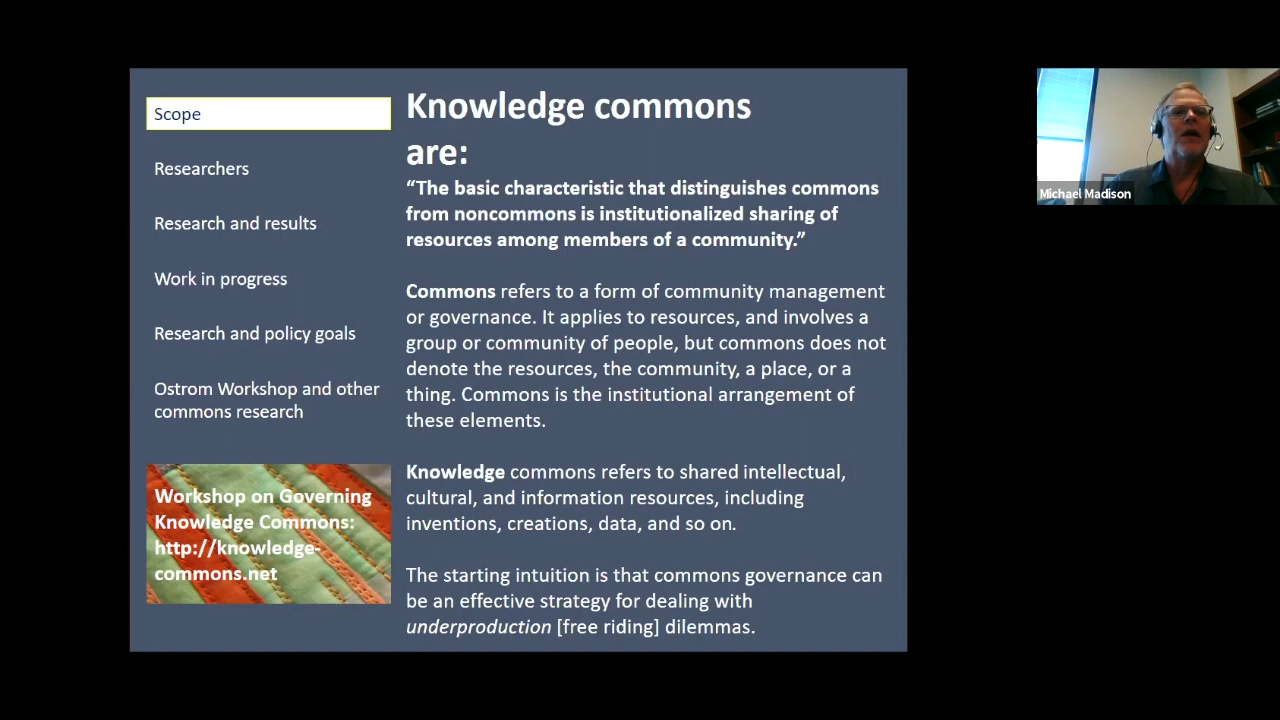 Scope
Researchers
Research and results
Work in progress
Research and policy goals
Ostrom Workshop and other
commons research
Workshop on Governing
Knowledge Commons:
http://knowledge-
commons.net
Knowledge commons
are:
“The basic characteristic that distinguishes commons
from noncommons is institutionalized sharing of
resources among members of a community.”
Commons refers to a form of community management
or governance. It applies to resources, and involves a
group or community of people, but commons does not
denote the resources, the community, a place, or a
thing. Commons is the institutional arrangement of
these elements.
Knowledge commons refers to shared intellectual,
cultural, and information resources, including
inventions, creations, data, and so on.
The starting intuition is that commons governance can
be an effective strategy for dealing with
underproduction [free riding] dilemmas.
Michael Madison